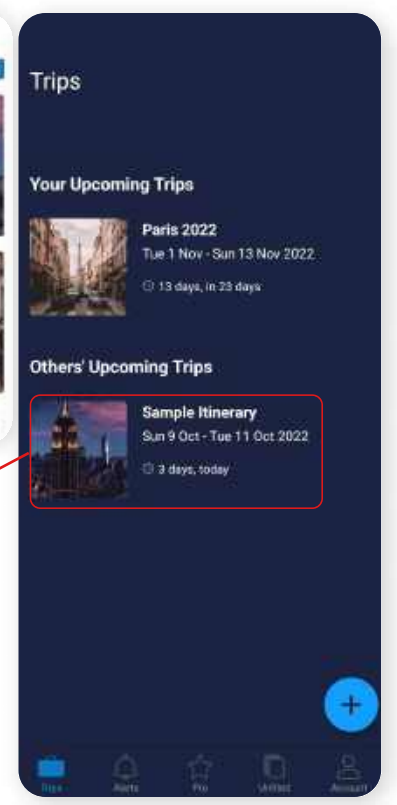 Trips
Your Upcoming Trips
Paris 2022
Tue 1 Nov - Sun 13 Nov 2022
13 days, in 23 days
Others' Upcoming Trips
Sample Itinerary
Sun 9 Oct - Tue 11 Oct 2022
3 days, today
+
Trips Alerts Pro Unfiled Account